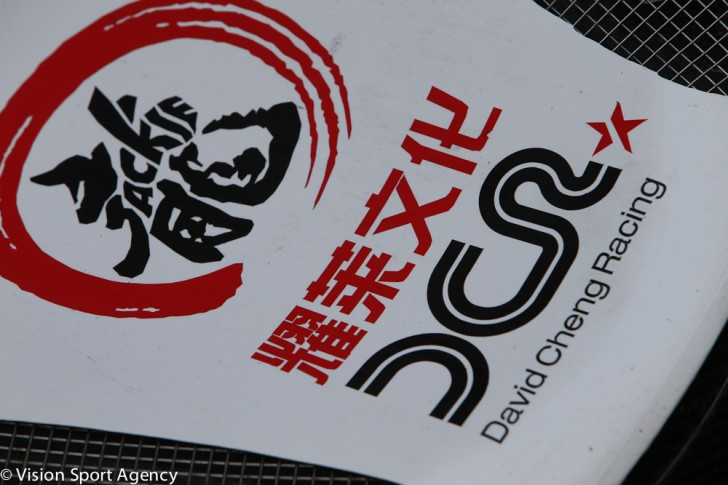 龍
JACKIE
耀莱文化
DCR
David Cheng Racing
© Vision Sport Agency